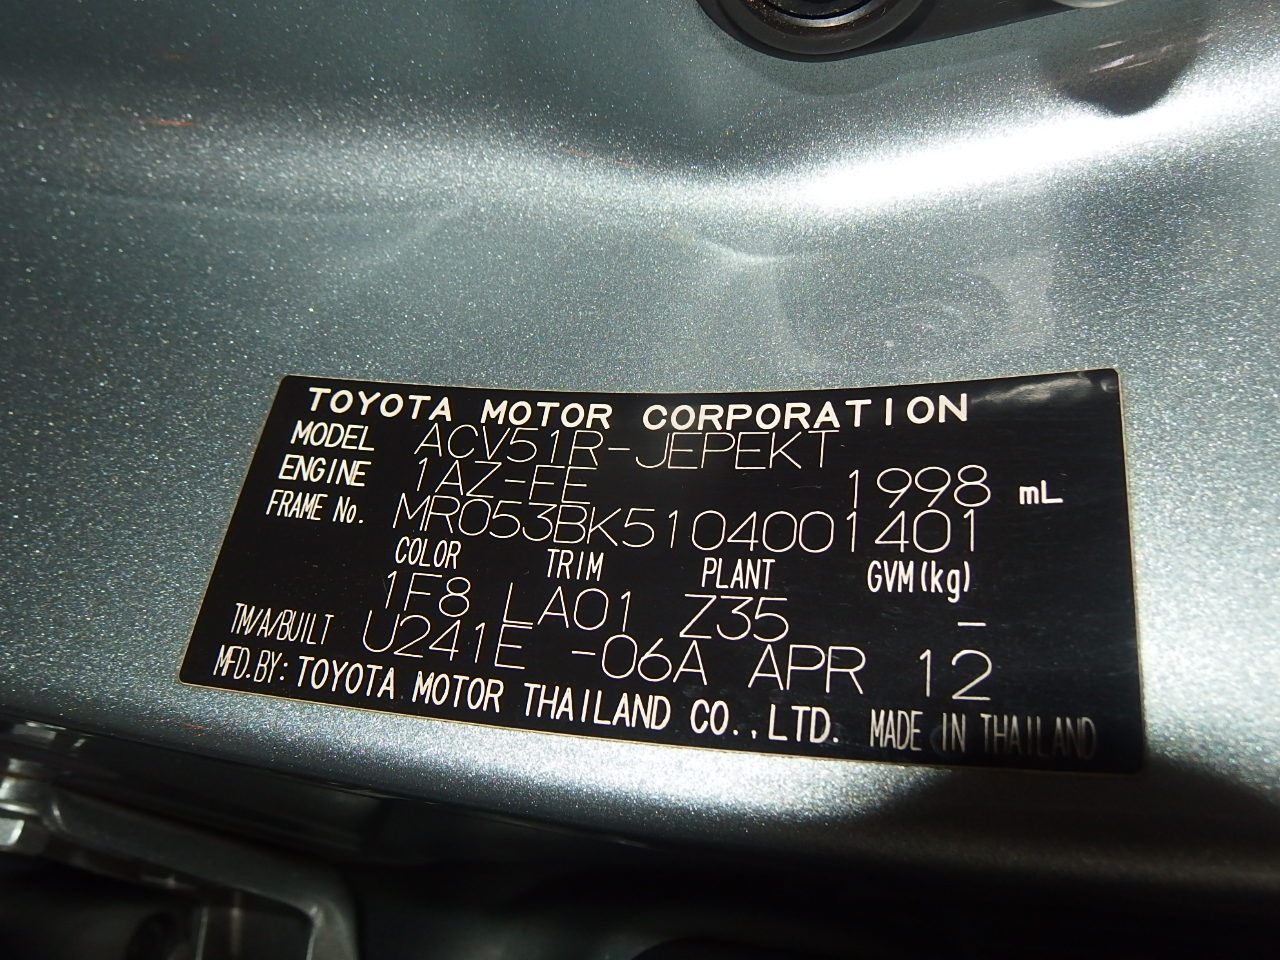 TOYOTA MOTOR CORPORATION
MODEL ACV51R-JEPEKT
ENGINE 1AZ-FE 1998 mL
FRAME No. MR053BK5104001401
COLOR TRIM PLANT GVM(kg)
1F8 LA01 Z35 -
TM/A/BUILT U241E -06A APR 12
MFD.BY: TOYOTA MOTOR THAILAND CO.,LTD. MADE IN THAILAND